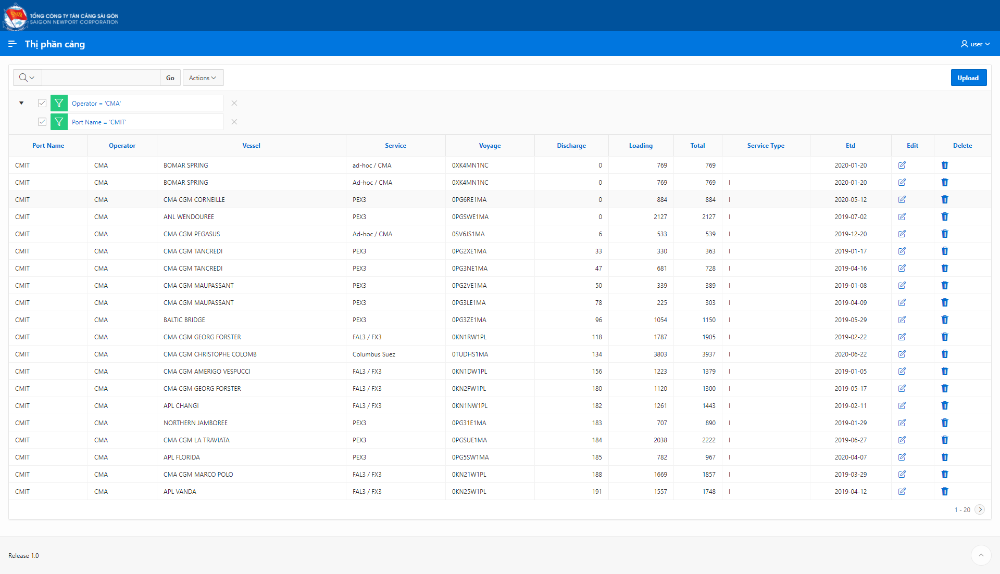 SNP
TỔNG CÔNG TY TÂN CẢNG SÀI GÒN
SAIGON NEWPORT CORPORATION
Thị phần cảng
user
Go
Actions
Upload
Operator = 'CMA'
Port Name = 'CMIT'
Port Name Operator Vessel Service Voyage Discharge Loading Total Service Type Etd Edit Delete
CMIT CMA BOMAR SPRING ad-hoc / CMA 0XK4MN1NC 0 769 769 2020-01-20
CMIT CMA BOMAR SPRING Ad-hoc / CMA 0XK4MN1NC 0 769 769 I 2020-01-20
CMIT CMA CMA CGM CORNEILLE PEX3 0PG6RE1MA 0 884 884 I 2020-05-12
CMIT CMA ANL WENDOUREE PEX3 0PGSWE1MA 0 2127 2127 I 2019-07-02
CMIT CMA CMA CGM PEGASUS Ad-hoc / CMA 0SV6JS1MA 6 533 539 I 2019-12-20
CMIT CMA CMA CGM TANCREDI PEX3 0PG2XE1MA 33 330 363 I 2019-01-17
CMIT CMA CMA CGM TANCREDI PEX3 0PG3NE1MA 47 681 728 I 2019-04-16
CMIT CMA CMA CGM MAUPASSANT PEX3 0PG2VE1MA 50 339 389 I 2019-01-08
CMIT CMA CMA CGM MAUPASSANT PEX3 0PG3LE1MA 78 225 303 I 2019-04-09
CMIT CMA BALTIC BRIDGE PEX3 0PG3ZE1MA 96 1054 1150 I 2019-05-29
CMIT CMA CMA CGM GEORG FORSTER FAL3 / FX3 0KN1RW1PL 118 1787 1905 I 2019-02-22
CMIT CMA CMA CGM CHRISTOPHE COLOMB Columbus Suez 0TUDHS1MA 134 3803 3937 I 2020-06-22
CMIT CMA CMA CGM AMERIGO VESPUCCI FAL3 / FX3 0KN1DW1PL 156 1223 1379 I 2019-01-05
CMIT CMA CMA CGM GEORG FORSTER FAL3 / FX3 0KN2FW1PL 180 1120 1300 I 2019-05-17
CMIT CMA APL CHANGI FAL3 / FX3 0KN1NW1PL 182 1261 1443 I 2019-02-11
CMIT CMA NORTHERN JAMBOREE PEX3 0PG31E1MA 183 707 890 I 2019-01-29
CMIT CMA CMA CGM LA TRAVIATA PEX3 0PGSUE1MA 184 2038 2222 I 2019-06-27
CMIT CMA APL FLORIDA PEX3 0PG5SW1MA 185 782 967 I 2020-04-07
CMIT CMA CMA CGM MARCO POLO FAL3 / FX3 0KN21W1PL 188 1669 1857 I 2019-03-29
CMIT CMA APL VANDA FAL3 / FX3 0KN25W1PL 191 1557 1748 I 2019-04-12
1 - 20
Release 1.0